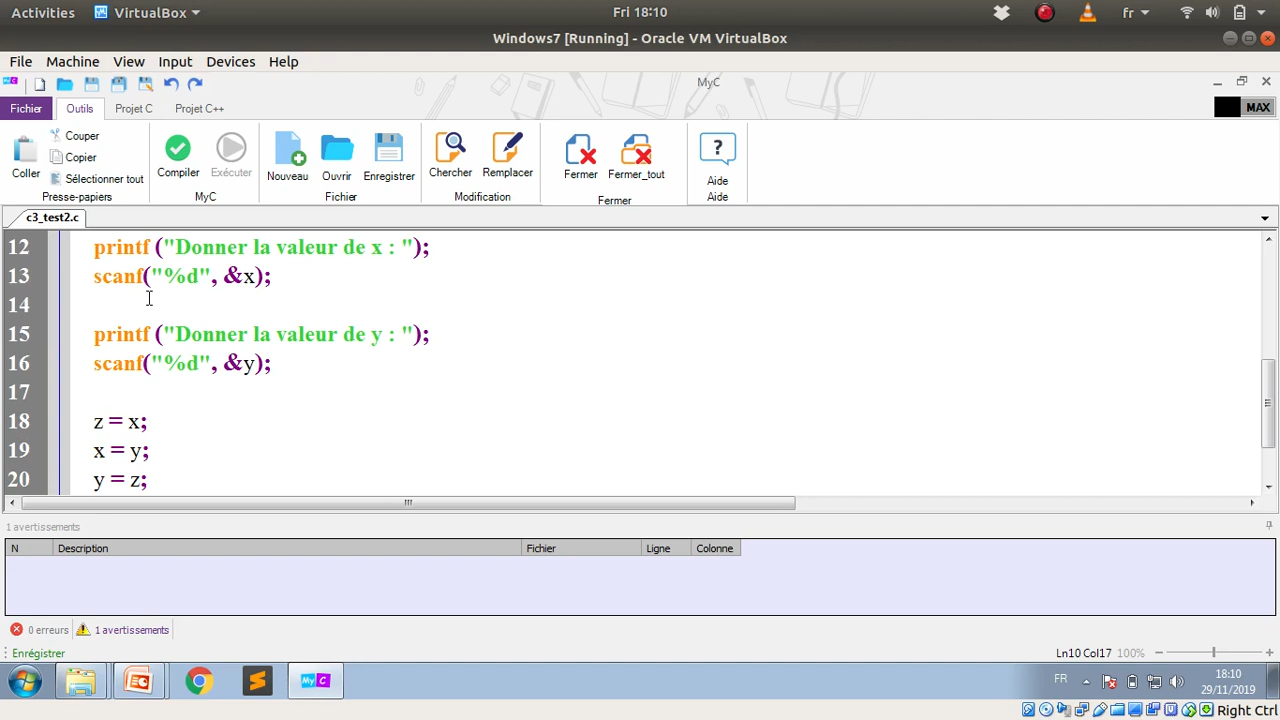 Activities VirtualBox Fri 18:10 fr
Windows7 [Running] - Oracle VM VirtualBox
File Machine View Input Devices Help
MyC
Fichier Outils Projet C Projet C++ MAX
Coller
Couper
Copier
Sélectionner tout
Presse-papiers
Compiler Exécuter
MyC
Nouveau Ouvrir Enregistrer
Fichier
Chercher Remplacer
Modification
Fermer Fermer_tout
Fermer
?
Aide
Aide
c3_test2.c
12 printf ("Donner la valeur de x : ");
13 scanf("%d", &x);
14
15 printf ("Donner la valeur de y : ");
16 scanf("%d", &y);
17
18 z = x;
19 x = y;
20 y = z;
1 avertissements
N Description Fichier Ligne Colonne
0 erreurs 1 avertissements
Enrégistrer Ln10 Col17 100%
My C FR 18:10
29/11/2019
Right Ctrl